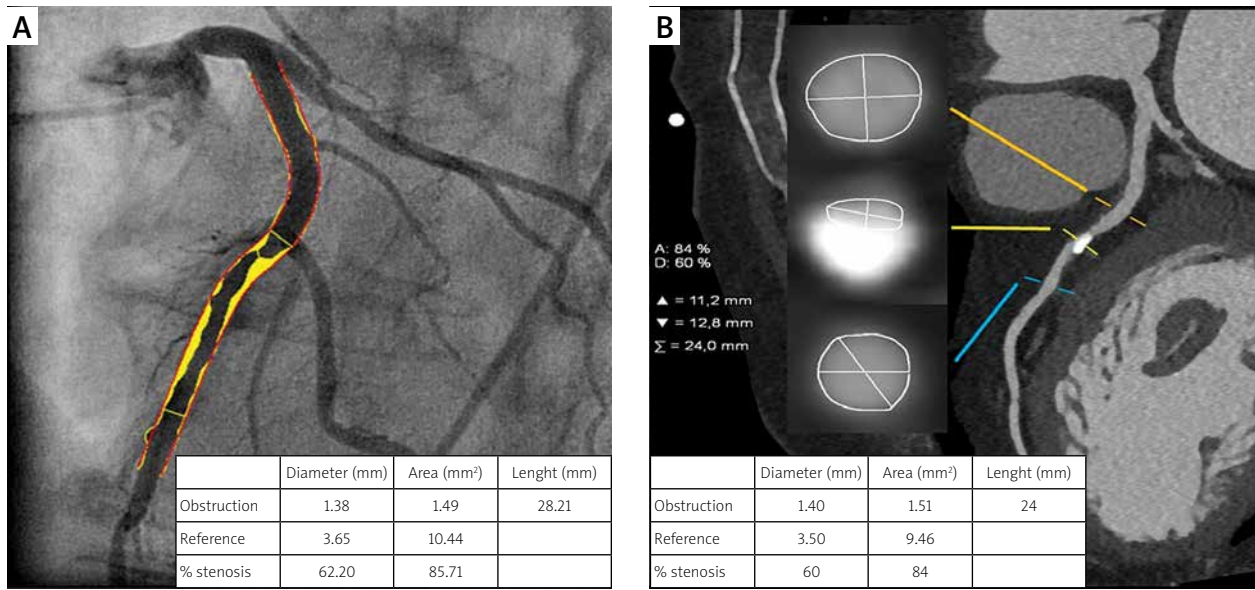 A
Diameter (mm) Area (mm²) Lenght (mm)
Obstruction 1.38 1.49 28.21
Reference 3.65 10.44
% stenosis 62.20 85.71
B
A: 84 %
D: 60 %
▲ = 11,2 mm
▼ = 12,8 mm
Σ = 24,0 mm
Diameter (mm) Area (mm²) Lenght (mm)
Obstruction 1.40 1.51 24
Reference 3.50 9.46
% stenosis 60 84